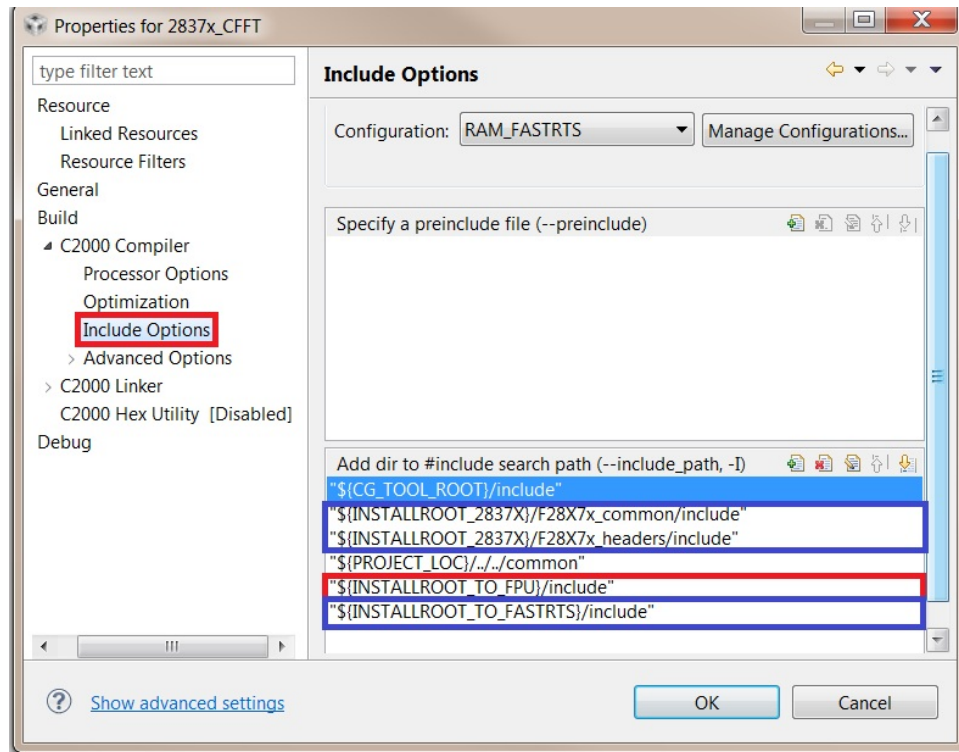 Properties for 2837x_CFFT
type filter text
Include Options
Resource
Linked Resources
Resource Filters
General
Build
C2000 Compiler
Processor Options
Optimization
Include Options
Advanced Options
C2000 Linker
C2000 Hex Utility [Disabled]
Debug
Configuration: RAM_FASTRTS Manage Configurations...
Specify a preinclude file (--preinclude)
Add dir to #include search path (--include_path, -I)
"${CG_TOOL_ROOT}/include"
"${INSTALLROOT_2837X}/F28X7x_common/include"
"${INSTALLROOT_2837X}/F28X7x_headers/include"
"${PROJECT_LOC}/../../common"
"${INSTALLROOT_TO_FPU}/include"
"${INSTALLROOT_TO_FASTRTS}/include"
Show advanced settings
OK Cancel